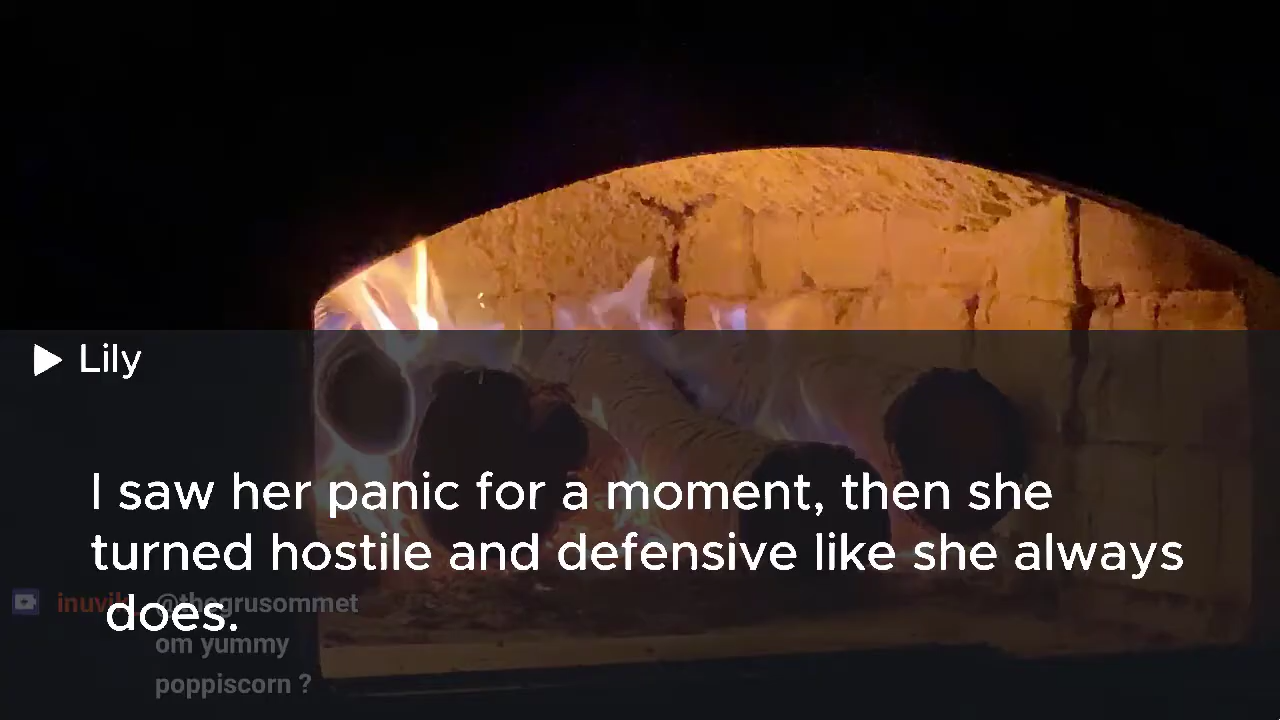 Lily
I saw her panic for a moment, then she
turned hostile and defensive like she always
does.
@thegrusommet
om yummy
poppiscorn ?